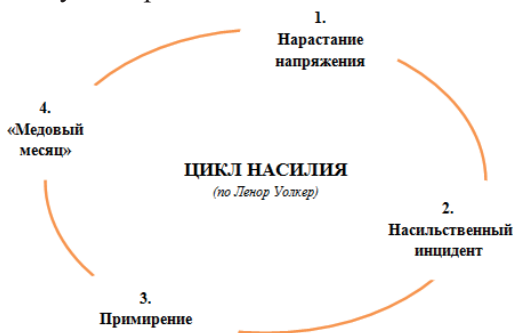 1.
Нарастание
напряжения
4.
«Медовый
месяц»
ЦИКЛ НАСИЛИЯ
(по Ленор Уолкер)
2.
Насильственный
инцидент
3.
Примирение